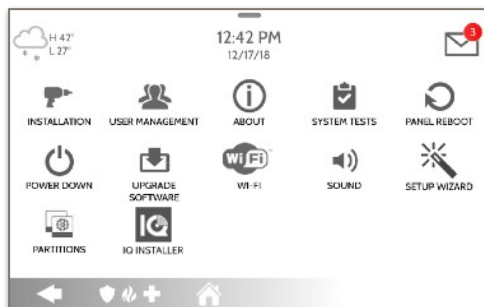 H 42°
L 27°
12:42 PM
12/17/18
3
INSTALLATION
USER MANAGEMENT
ABOUT
SYSTEM TESTS
PANEL REBOOT
POWER DOWN
UPGRADE
SOFTWARE
Wi Fi
WI-FI
SOUND
SETUP WIZARD
PARTITIONS
IQ
IQ INSTALLER